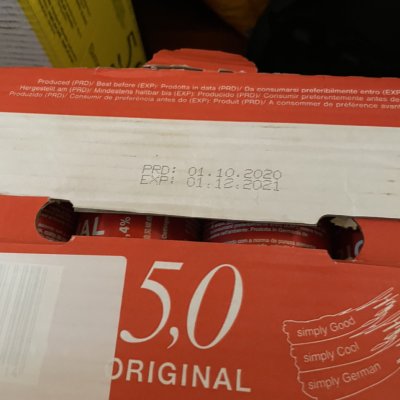 Produced (PRD)/ Best before (EXP): Prodotto in data (PRD)/ Da consumarsi preferibilmente entro (EXP
Hergestellt am (PRD)/ Mindestens haltbar bis (EXP): Producido (PRD)/ Consumir preferentemente antes de
Produzido (PRD)/ Consumir de preferência antes do (EXP): Produit (PRD)/ A consommer de préférence avant
PRD: 01.10.2020
EXP: 01.12.2021
AL
,4%
5,0
ORIGINAL
simply Good
simply Cool
simply German